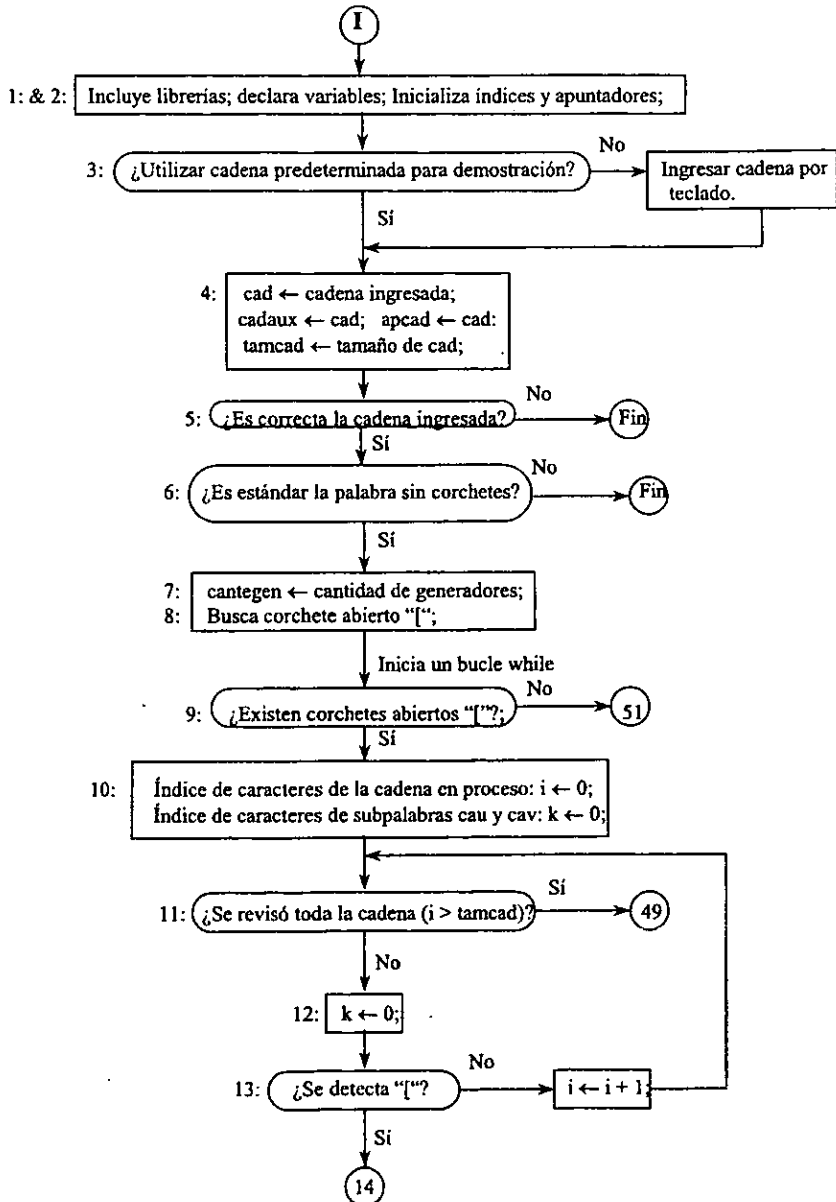 I
1: & 2: Incluye librerías; declara variables; Inicializa índices y apuntadores;
No
3: ¿Utilizar cadena predeterminada para demostración?
Ingresar cadena por
teclado.
Sí
4: cad ← cadena ingresada;
cadaux ← cad; apcad ← cad:
tamcad ← tamaño de cad;
No
5: ¿Es correcta la cadena ingresada?
Fin
Sí
No
6: ¿Es estándar la palabra sin corchetes?
Fin
Sí
7: cantegen ← cantidad de generadores;
8: Busca corchete abierto “[“;
Inicia un bucle while
No
9: ¿Existen corchetes abiertos “[”?;
51
Sí
10: Índice de caracteres de la cadena en proceso: i ← 0;
Índice de caracteres de subpalabras cau y cav: k ← 0;
Sí
11: ¿Se revisó toda la cadena (i > tamcad)?
49
No
12: k ← 0;
No
13: ¿Se detecta “[“?
i ← i + 1;
Sí
14